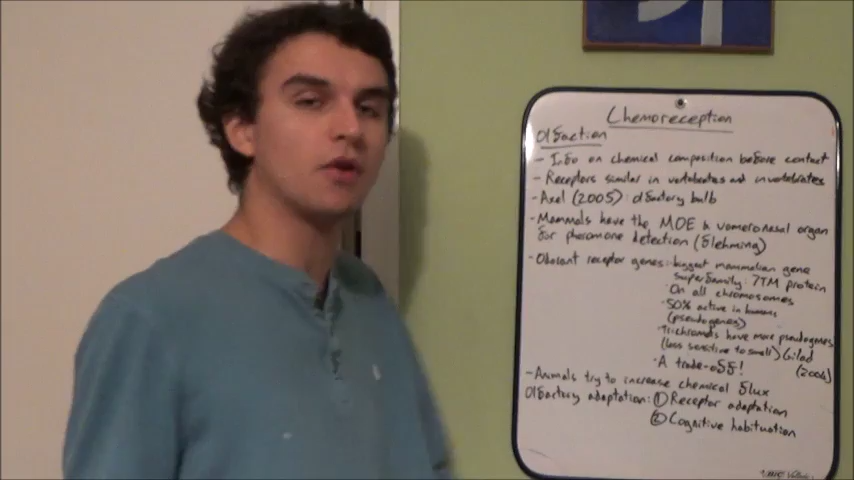 Chemoreception
Olfaction
- Info on chemical composition before contact
- Receptors similar in vertebrates and invertebrates
- Axel (2005): olfactory bulb
- Mammals have the MOE & vomeronasal organ
for pheromone detection (flehming)
- Odorant receptor genes: · biggest mammalian gene
superfamily: 7TM protein
· On all chromosomes
· 50% active in humans
(pseudogenes)
· Trichromats have more pseudogenes
(less sensitive to smell) Gilad
(2004)
· A trade-off!
- Animals try to increase chemical flux
Olfactory adaptation: ① Receptor adaptation
② Cognitive habituation